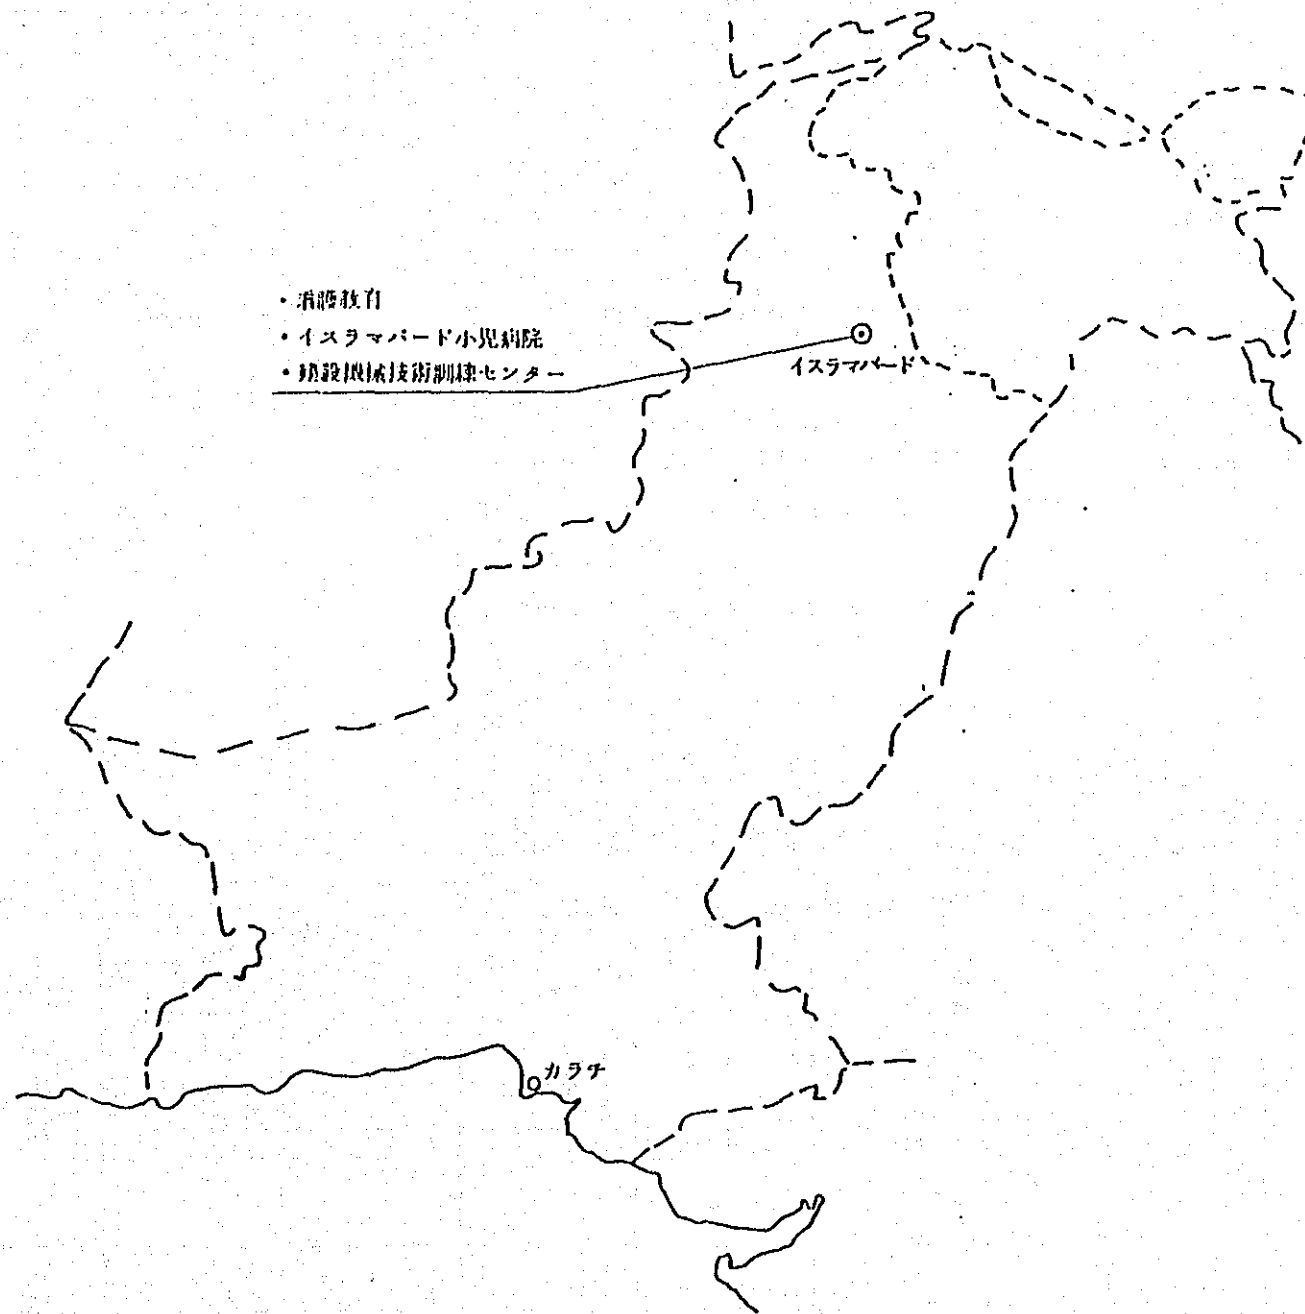 ・看護教育
・イスラマバード小児病院
・建設機械技術訓練センター
イスラマバード
カラチ